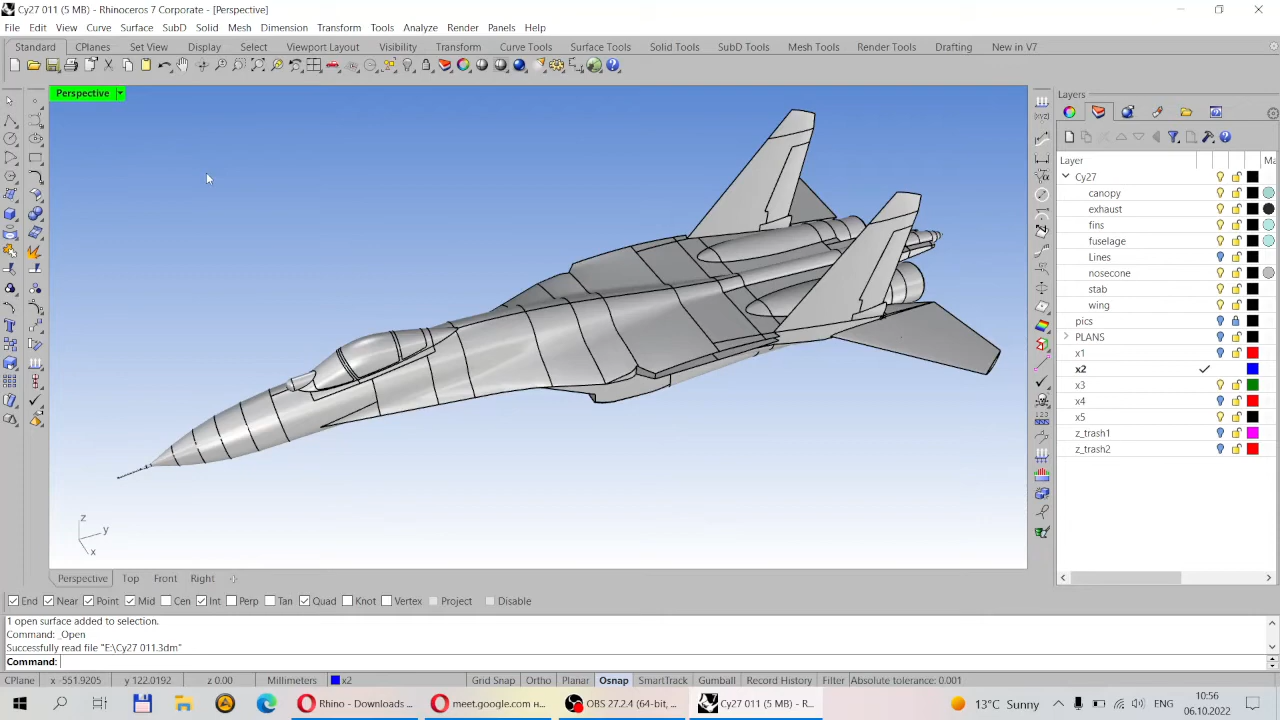 Cy27 011 (5 MB) - Rhinoceros 7 Corporate - [Perspective]
File Edit View Curve Surface SubD Solid Mesh Dimension Transform Tools Analyze Render Panels Help
Standard CPlanes Set View Display Select Viewport Layout Visibility Transform Curve Tools Surface Tools Solid Tools SubD Tools Mesh Tools Render Tools Drafting New in V7
Perspective
Layers
Layer Ma
Cy27
canopy
exhaust
fins
fuselage
Lines
nosecone
stab
wing
pics
PLANS
x1
x2
x3
x4
x5
z_trash1
z_trash2
z
y
x
Perspective Top Front Right
End Near Point Mid Cen Int Perp Tan Quad Knot Vertex Project Disable
1 open surface added to selection.
Command: _Open
Successfully read file "E:\Cy27 011.3dm"
Command:
CPlane x -551.9205 y 122.0192 z 0.00 Millimeters x2 Grid Snap Ortho Planar Osnap SmartTrack Gumball Record History Filter Absolute tolerance: 0.001
Rhino - Downloads ... meet.google.com н... OBS 27.2.4 (64-bit, ... Cy27 011 (5 MB) - R... 13°C Sunny 10:56
06.10.2022